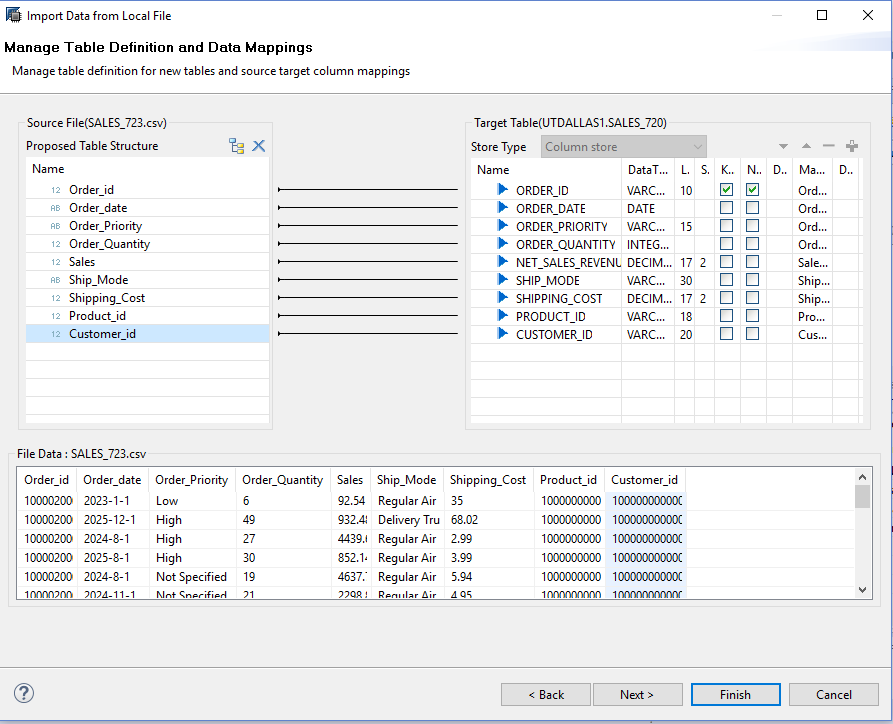 Import Data from Local File
Manage Table Definition and Data Mappings
Manage table definition for new tables and source target column mappings
Source File(SALES_723.csv)
Proposed Table Structure
Name
12 Order_id
AB Order_date
AB Order_Priority
12 Order_Quantity
12 Sales
AB Ship_Mode
12 Shipping_Cost
12 Product_id
12 Customer_id
Target Table(UTDALLAS1.SALES_720)
Store Type Column store
Name DataT... L. S. K.. N.. D.. Ma... D..
ORDER_ID VARC... 10 Ord...
ORDER_DATE DATE Ord...
ORDER_PRIORITY VARC... 15 Ord...
ORDER_QUANTITY INTEG... Ord...
NET_SALES_REVENU DECIM... 17 2 Sale...
SHIP_MODE VARC... 30 Ship...
SHIPPING_COST DECIM... 17 2 Ship...
PRODUCT_ID VARC... 18 Pro...
CUSTOMER_ID VARC... 20 Cus...
File Data : SALES_723.csv
Order_id Order_date Order_Priority Order_Quantity Sales Ship_Mode Shipping_Cost Product_id Customer_id
10000200 2023-1-1 Low 6 92.54 Regular Air 35 1000000000 100000000000
10000200 2025-12-1 High 49 932.48 Delivery Tru 68.02 1000000000 100000000000
10000200 2024-8-1 High 27 4439.6 Regular Air 2.99 1000000000 100000000000
10000200 2025-8-1 High 30 852.14 Regular Air 3.99 1000000000 100000000000
10000200 2024-8-1 Not Specified 19 4637. Regular Air 5.94 1000000000 100000000000
10000200 2024-11-1 Not Specified 21 2298.8 Regular Air 4.95 1000000000 100000000000
< Back Next > Finish Cancel